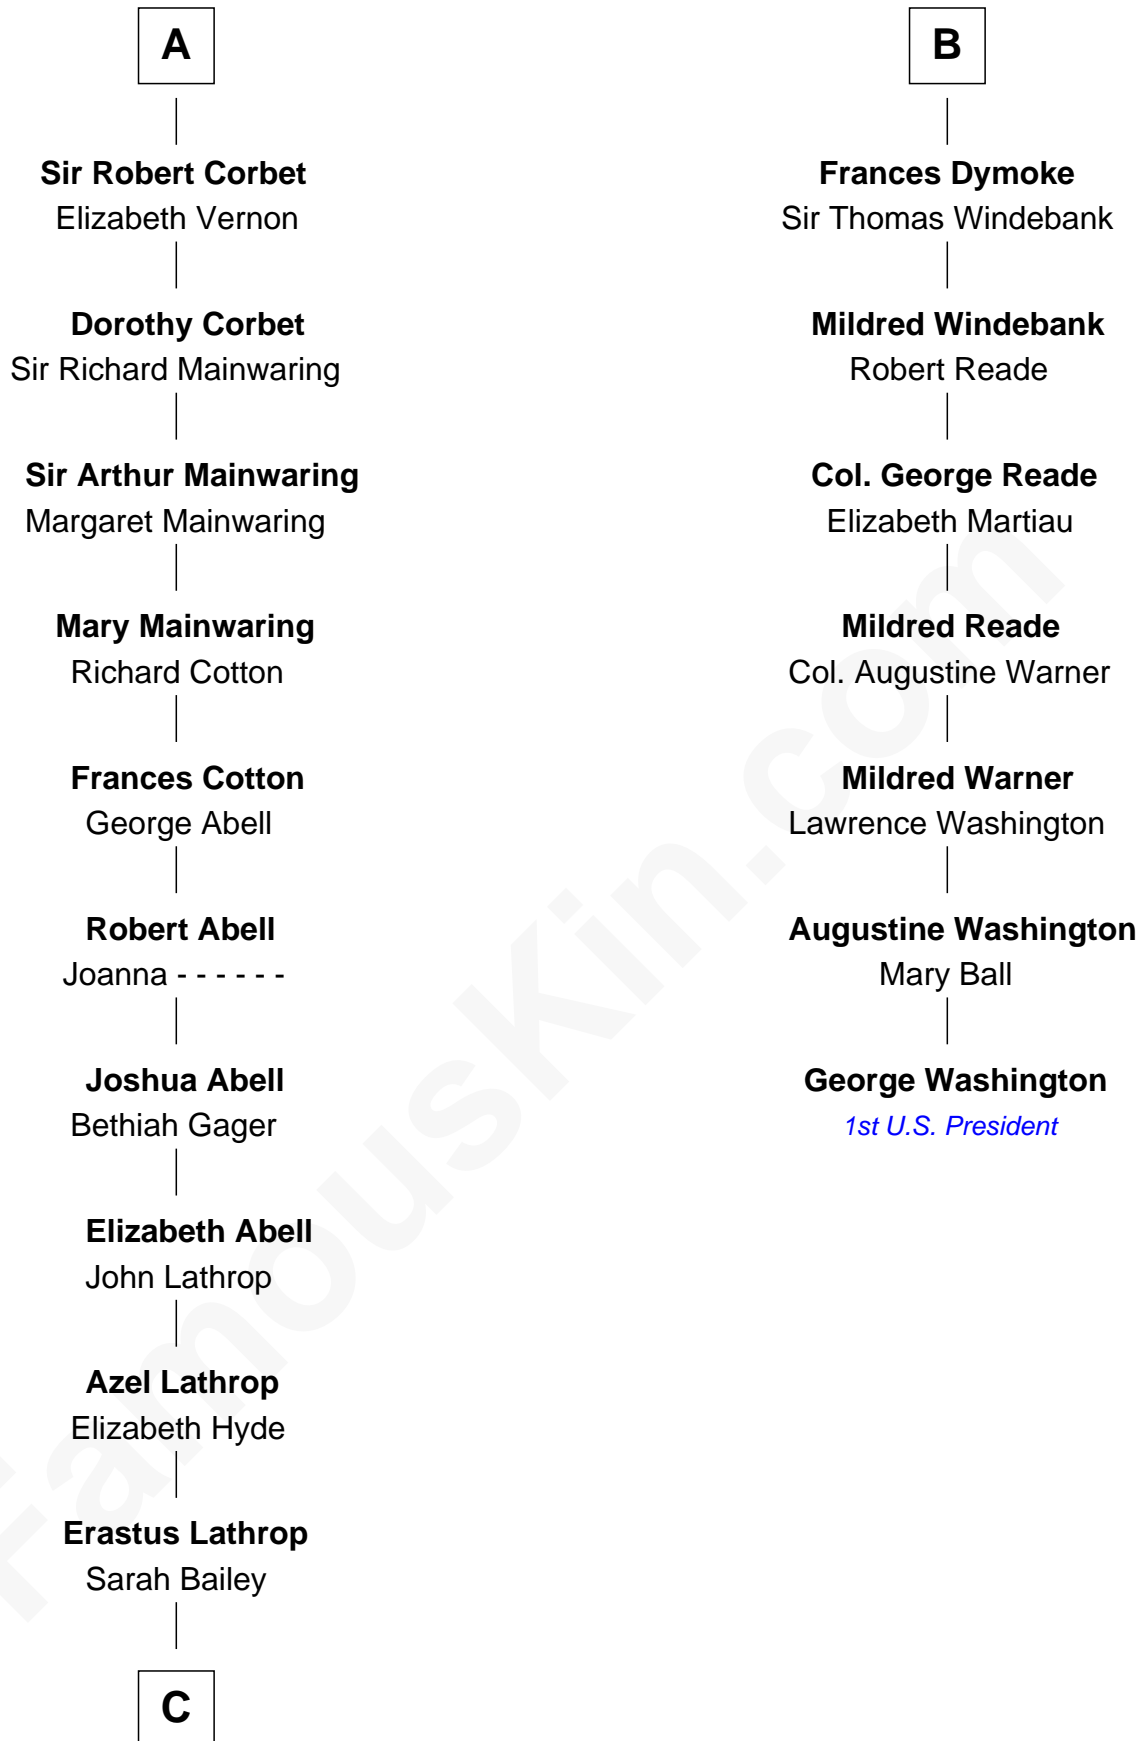 A
Sir Robert Corbet
Elizabeth Vernon
Dorothy Corbet
Sir Richard Mainwaring
Sir Arthur Mainwaring
Margaret Mainwaring
Mary Mainwaring
Richard Cotton
Frances Cotton
George Abell
Robert Abell
Joanna - - - - - -
Joshua Abell
Bethiah Gager
Elizabeth Abell
John Lathrop
Azel Lathrop
Elizabeth Hyde
Erastus Lathrop
Sarah Bailey
C
B
Frances Dymoke
Sir Thomas Windebank
Mildred Windebank
Robert Reade
Col. George Reade
Elizabeth Martiau
Mildred Reade
Col. Augustine Warner
Mildred Warner
Lawrence Washington
Augustine Washington
Mary Ball
George Washington
1st U.S. President
FamousKin.com